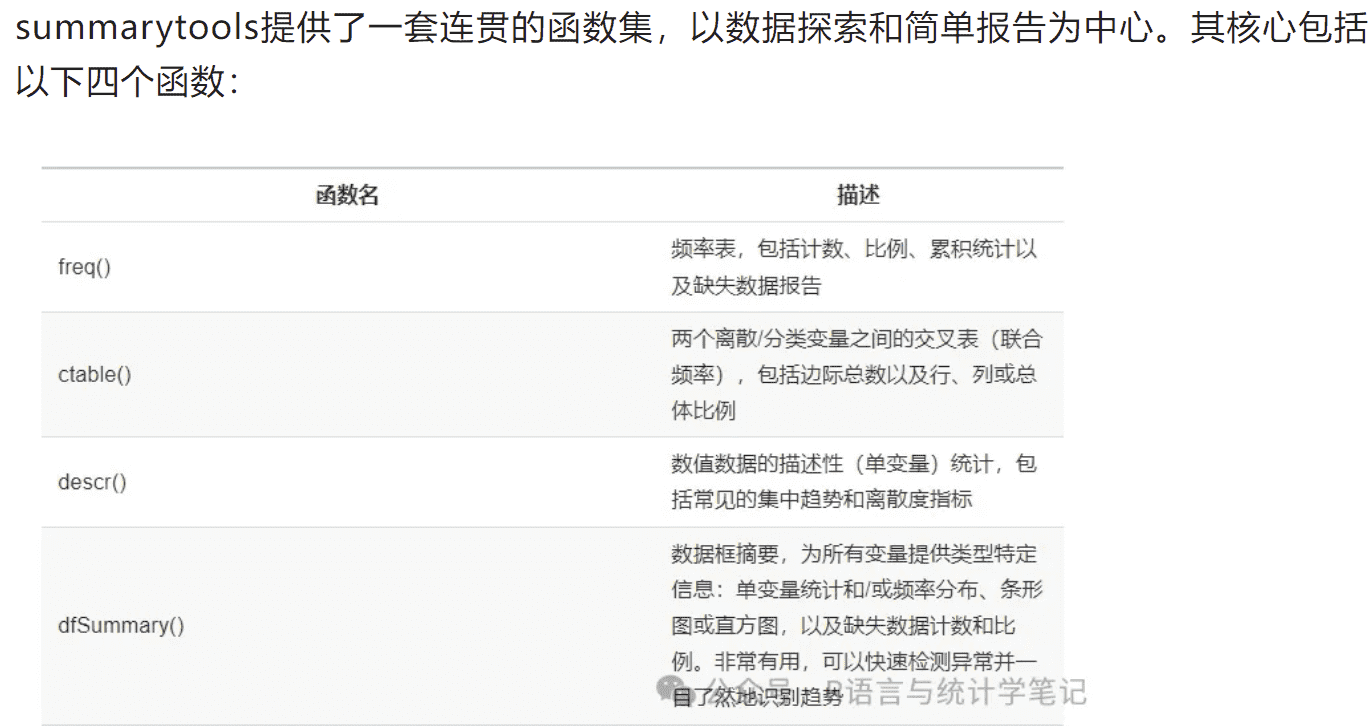 summarytools提供了一套连贯的函数集，以数据探索和简单报告为中心。其核心包括
以下四个函数：
函数名 描述
freq()
频率表，包括计数、比例、累积统计以
及缺失数据报告
ctable()
两个离散/分类变量之间的交叉表（联合
频率），包括边际总数以及行、列或总
体比例
descr()
数值数据的描述性（单变量）统计，包
括常见的集中趋势和离散度指标
dfSummary()
数据框摘要，为所有变量提供类型特定
信息：单变量统计和/或频率分布、条形
图或直方图，以及缺失数据计数和比
例。非常有用，可以快速检测异常并一
目了然地识别趋势
公众号 · R语言与统计学笔记